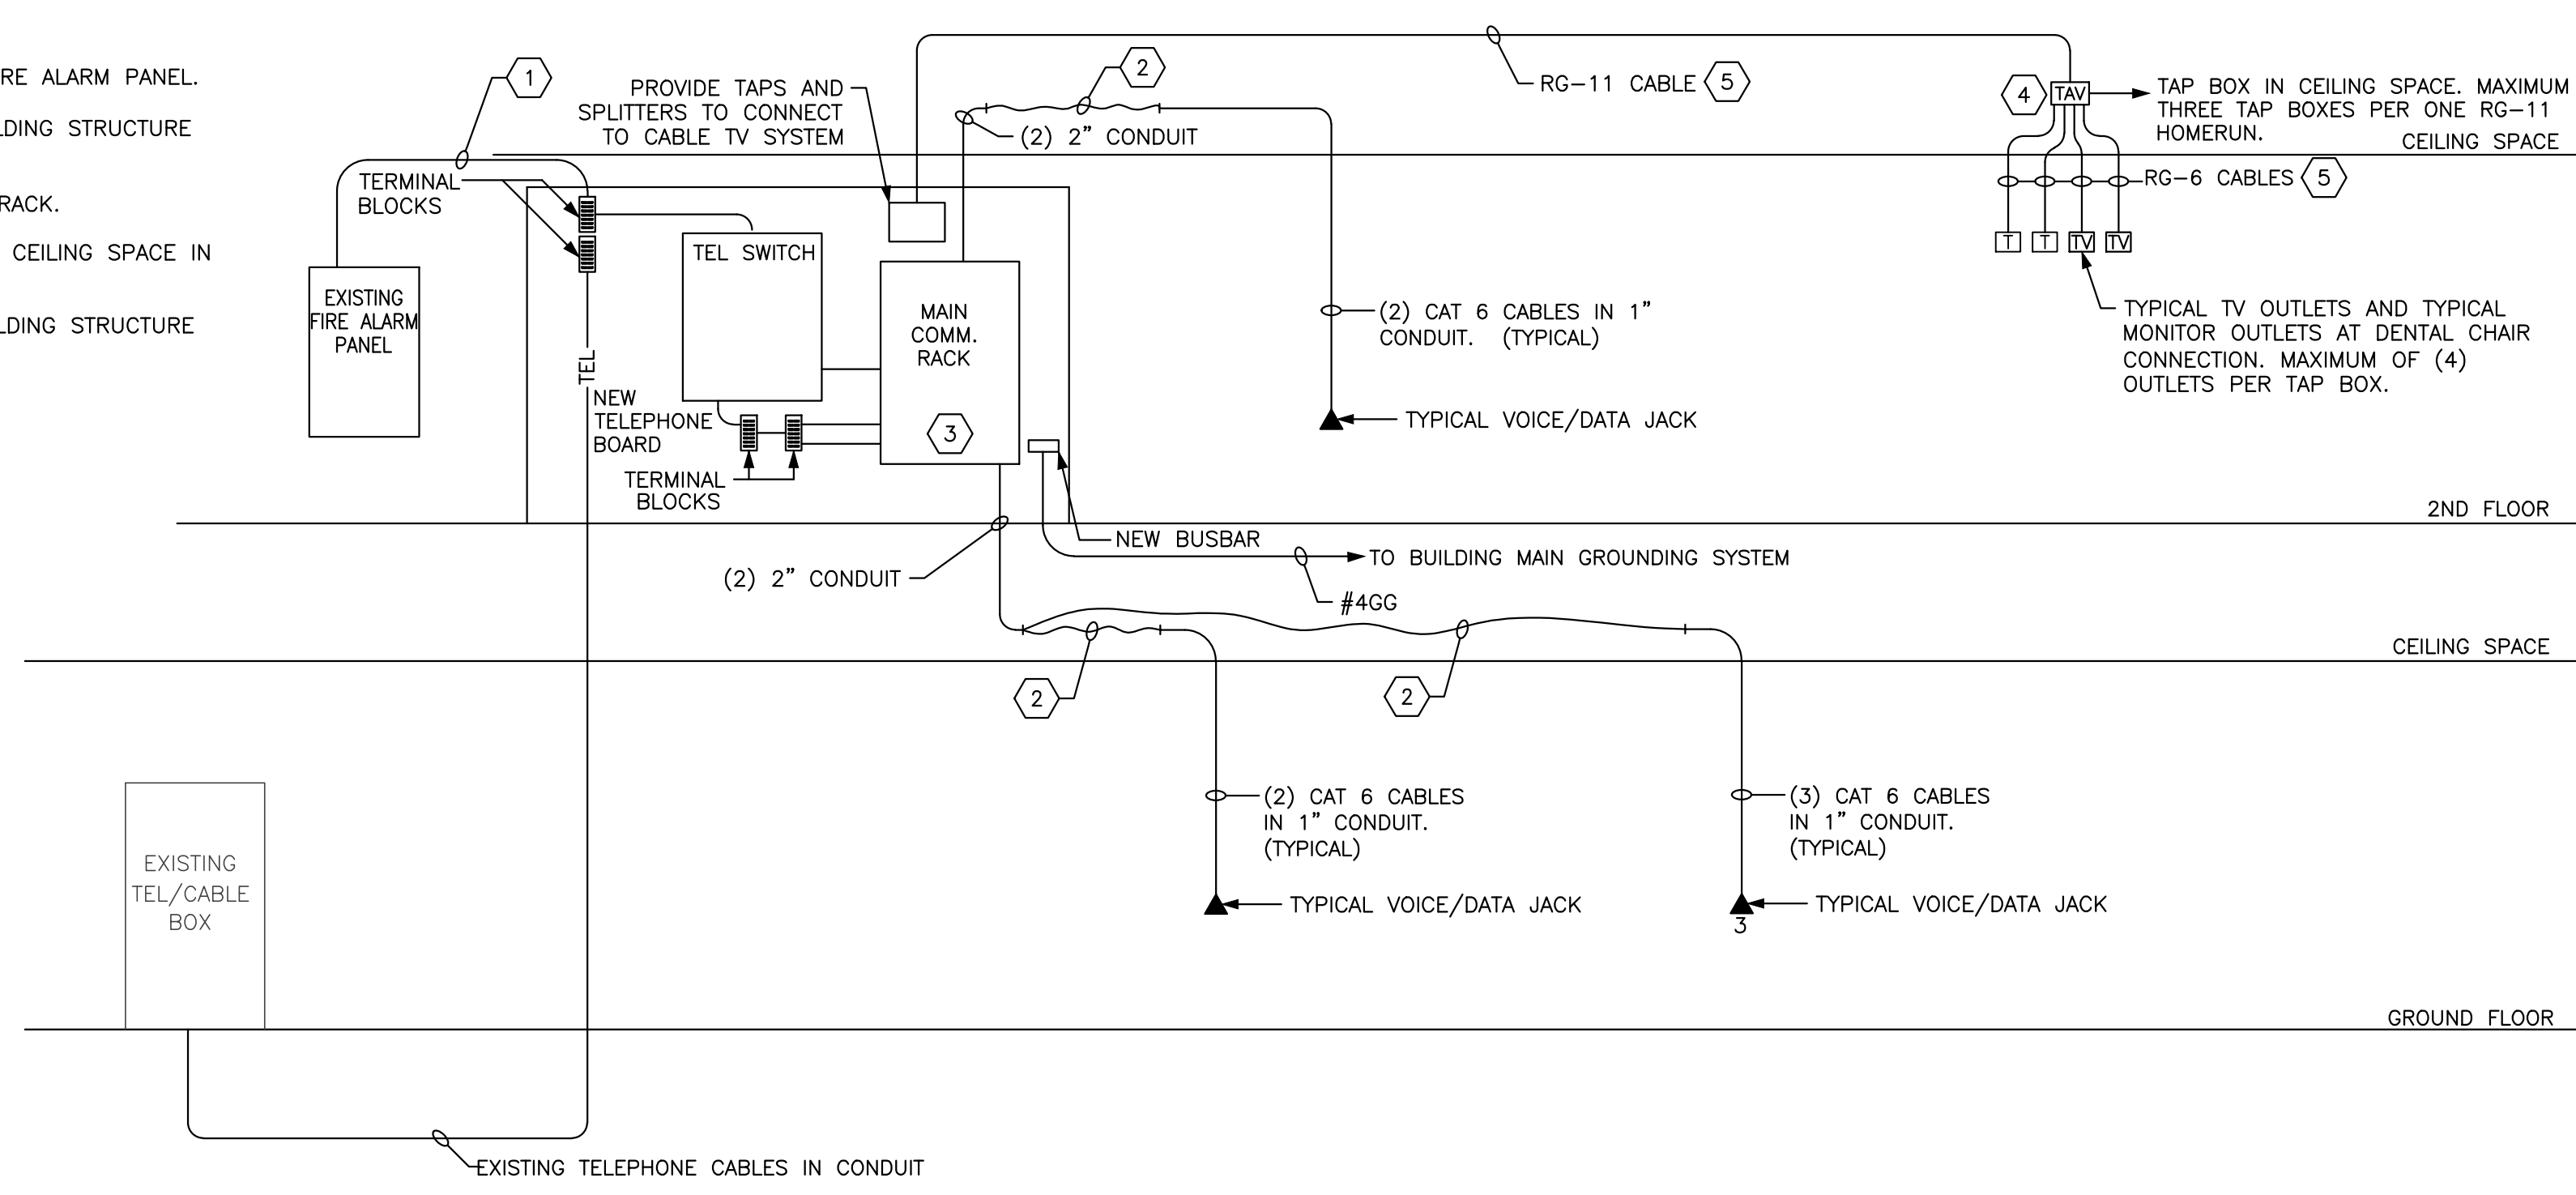 RE ALARM PANEL.
LDING STRUCTURE
RACK.
CEILING SPACE IN
LDING STRUCTURE
1
PROVIDE TAPS AND
SPLITTERS TO CONNECT
TO CABLE TV SYSTEM
2
(2) 2" CONDUIT
RG-11 CABLE
5
4
TAV
TAP BOX IN CEILING SPACE. MAXIMUM
THREE TAP BOXES PER ONE RG-11
HOMERUN.
CEILING SPACE
RG-6 CABLES
5
T
T
TV
TV
TYPICAL TV OUTLETS AND TYPICAL
MONITOR OUTLETS AT DENTAL CHAIR
CONNECTION. MAXIMUM OF (4)
OUTLETS PER TAP BOX.
TERMINAL
BLOCKS
TEL SWITCH
EXISTING
FIRE ALARM
PANEL
MAIN
COMM.
RACK
3
TEL
NEW
TELEPHONE
BOARD
TERMINAL
BLOCKS
(2) CAT 6 CABLES IN 1"
CONDUIT. (TYPICAL)
TYPICAL VOICE/DATA JACK
2ND FLOOR
NEW BUSBAR
TO BUILDING MAIN GROUNDING SYSTEM
(2) 2" CONDUIT
#4GG
CEILING SPACE
2
2
(2) CAT 6 CABLES
IN 1" CONDUIT.
(TYPICAL)
TYPICAL VOICE/DATA JACK
(3) CAT 6 CABLES
IN 1" CONDUIT.
(TYPICAL)
TYPICAL VOICE/DATA JACK
3
EXISTING
TEL/CABLE
BOX
GROUND FLOOR
EXISTING TELEPHONE CABLES IN CONDUIT